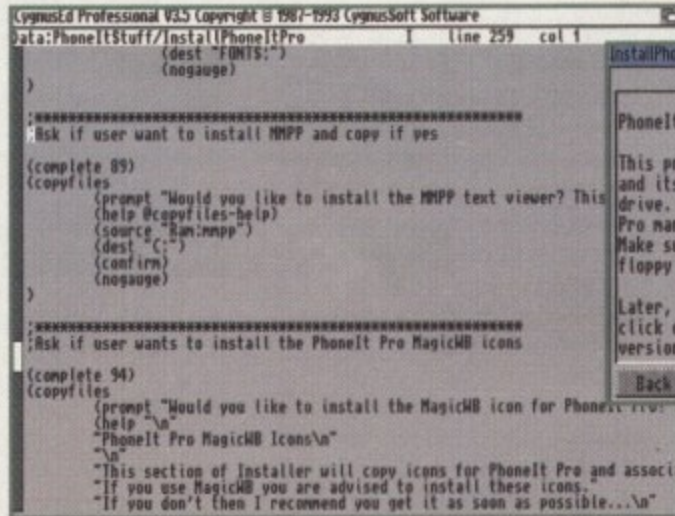 CygnusEd Professional V3.5 Copyright © 1987-1993 CygnusSoft Software
Data:PhoneItStuff/InstallPhoneItPro I line 259 col 1
(dest "FONTS:")
(nogauge)
)
;************************************************************
;Ask if user want to install MMPP and copy if yes
(complete 89)
(copyfiles
(prompt "Would you like to install the MMPP text viewer? This
(help @copyfiles-help)
(source "Ram:mmpp")
(dest "C:")
(confirm)
(nogauge)
)
;************************************************************
;Ask if user wants to install the PhoneIt Pro MagicWB icons
(complete 94)
(copyfiles
(prompt "Would you like to install the MagicWB icon for PhoneIt Pro?
(help "\n"
"PhoneIt Pro MagicWB Icons\n"
"\n"
"This section of Installer will copy icons for PhoneIt Pro and associ
"If you use MagicWB you are advised to install these icons."
"If you don't then I recommend you get it as soon as possible...\n"
InstallPho
PhoneIt
This p
and its
drive.
Pro man
Make su
floppy
Later,
click
version
Back